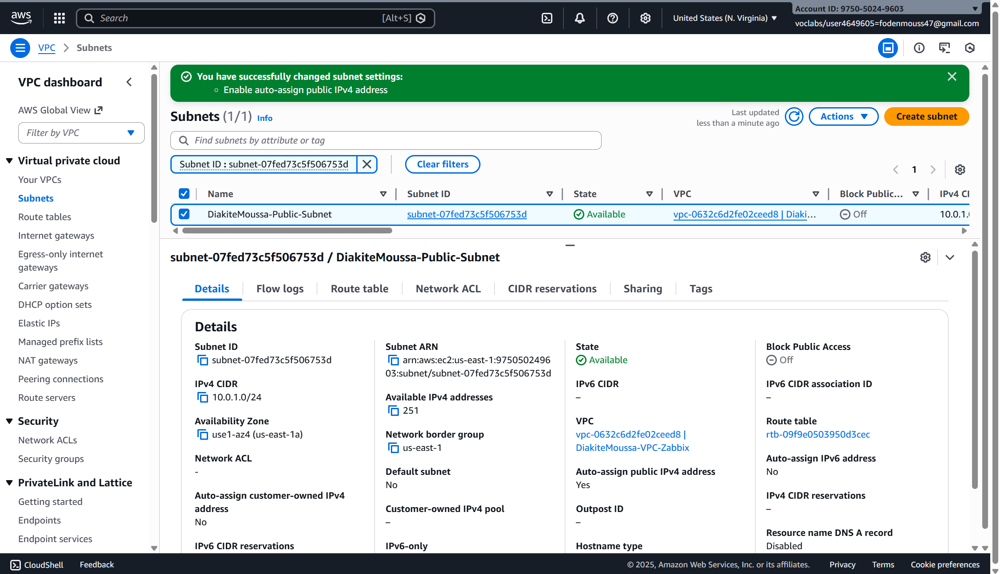 aws
Search
[Alt+S]
United States (N. Virginia)
Account ID: 9750-5024-9603
voclabs/user4649605=fodenmouss47@gmail.com
VPC
Subnets
VPC dashboard
AWS Global View
Filter by VPC
Virtual private cloud
Your VPCs
Subnets
Route tables
Internet gateways
Egress-only internet
gateways
Carrier gateways
DHCP option sets
Elastic IPs
Managed prefix lists
NAT gateways
Peering connections
Route servers
Security
Network ACLs
Security groups
PrivateLink and Lattice
Getting started
Endpoints
Endpoint services
You have successfully changed subnet settings:
Enable auto-assign public IPv4 address
Subnets (1/1) Info
Last updated
less than a minute ago
Actions
Create subnet
Find subnets by attribute or tag
Subnet ID : subnet-07fed73c5f506753d
Clear filters
1
Name
Subnet ID
State
VPC
Block Public...
IPv4 CI
DiakiteMoussa-Public-Subnet
subnet-07fed73c5f506753d
Available
vpc-0632c6d2fe02ceed8 | Diaki...
Off
10.0.1.
subnet-07fed73c5f506753d / DiakiteMoussa-Public-Subnet
Details
Flow logs
Route table
Network ACL
CIDR reservations
Sharing
Tags
Details
Subnet ID
subnet-07fed73c5f506753d
IPv4 CIDR
10.0.1.0/24
Availability Zone
use1-az4 (us-east-1a)
Network ACL
-
Auto-assign customer-owned IPv4
address
No
IPv6 CIDR reservations
Subnet ARN
arn:aws:ec2:us-east-1:9750502496
03:subnet/subnet-07fed73c5f506753d
Available IPv4 addresses
251
Network border group
us-east-1
Default subnet
No
Customer-owned IPv4 pool
–
IPv6-only
State
Available
IPv6 CIDR
–
VPC
vpc-0632c6d2fe02ceed8 |
DiakiteMoussa-VPC-Zabbix
Auto-assign public IPv4 address
Yes
Outpost ID
–
Hostname type
Block Public Access
Off
IPv6 CIDR association ID
–
Route table
rtb-09f9e0503950d3cec
Auto-assign IPv6 address
No
IPv4 CIDR reservations
–
Resource name DNS A record
Disabled
CloudShell
Feedback
© 2025, Amazon Web Services, Inc. or its affiliates.
Privacy
Terms
Cookie preferences